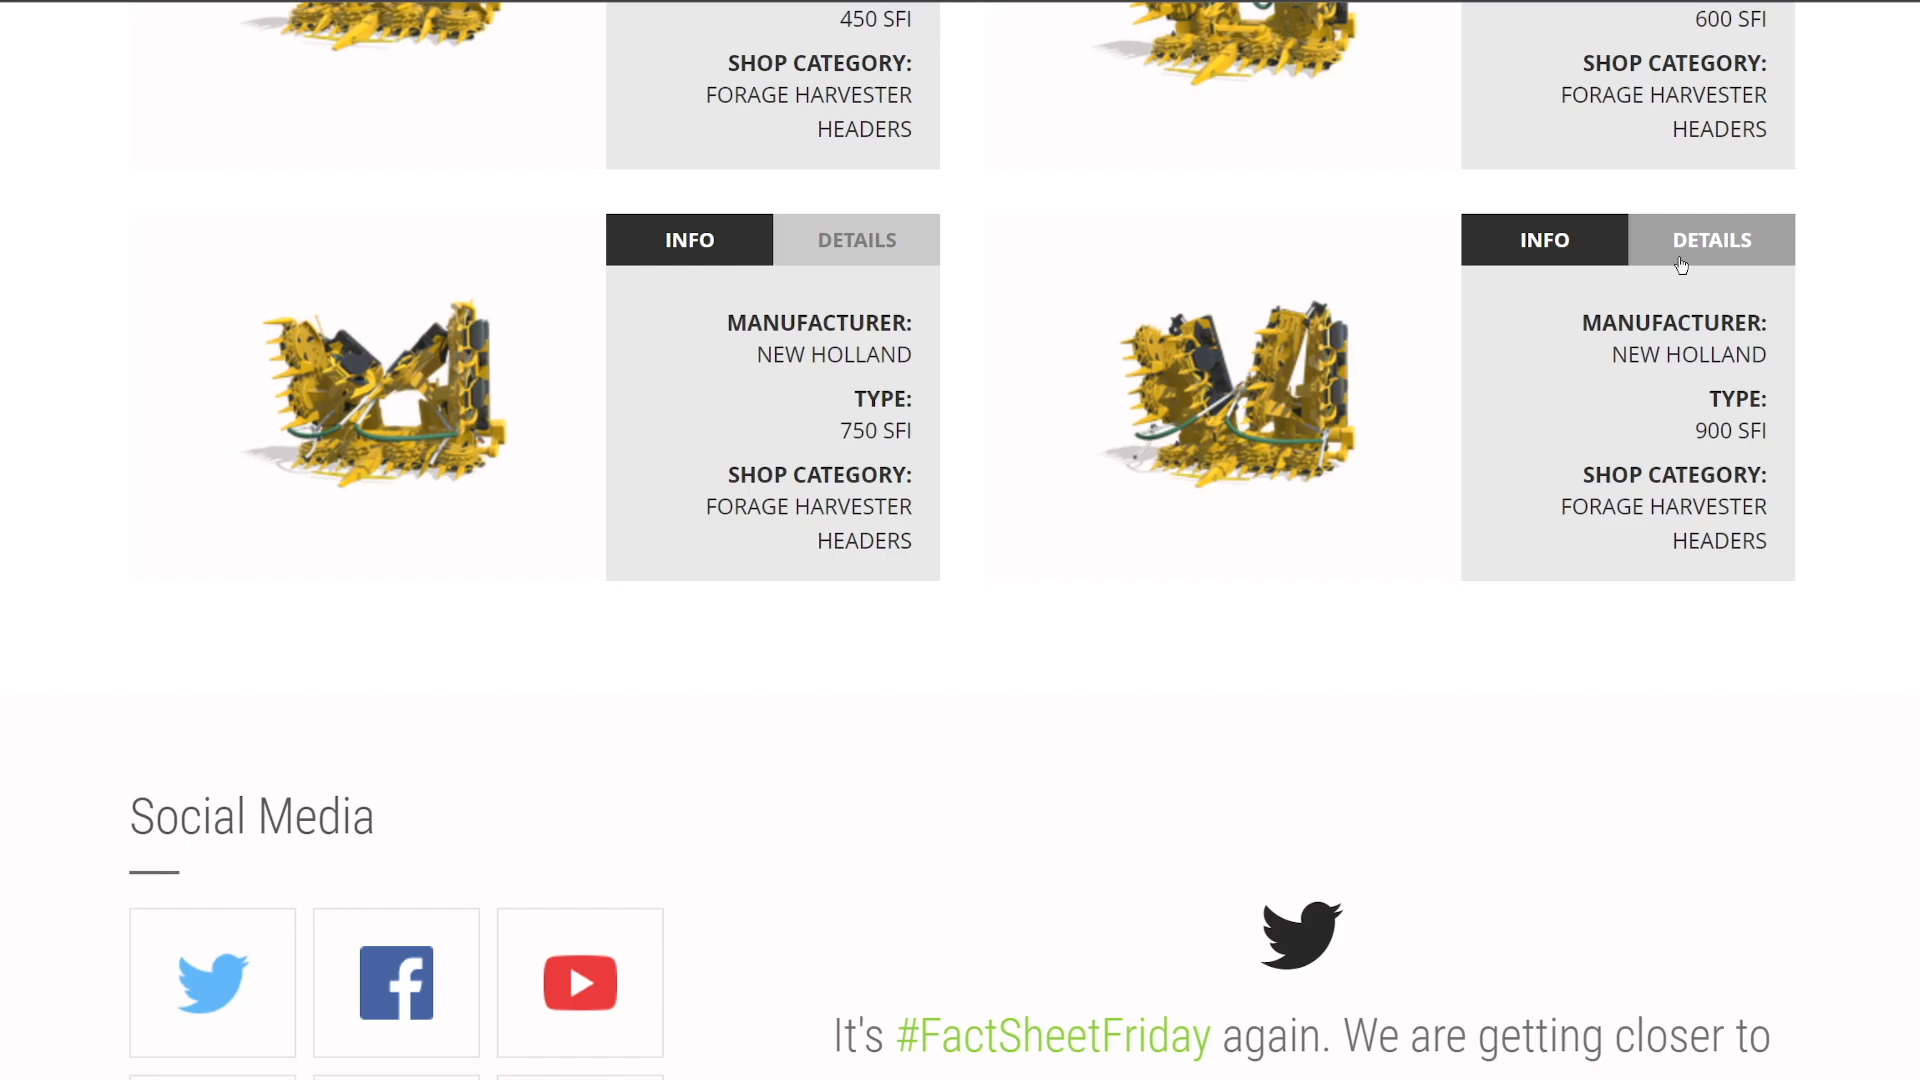 450 SFI
SHOP CATEGORY:
FORAGE HARVESTER
HEADERS
600 SFI
SHOP CATEGORY:
FORAGE HARVESTER
HEADERS
INFO DETAILS
MANUFACTURER:
NEW HOLLAND
TYPE:
750 SFI
SHOP CATEGORY:
FORAGE HARVESTER
HEADERS
INFO DETAILS
MANUFACTURER:
NEW HOLLAND
TYPE:
900 SFI
SHOP CATEGORY:
FORAGE HARVESTER
HEADERS
Social Media
It's #FactSheetFriday again. We are getting closer to